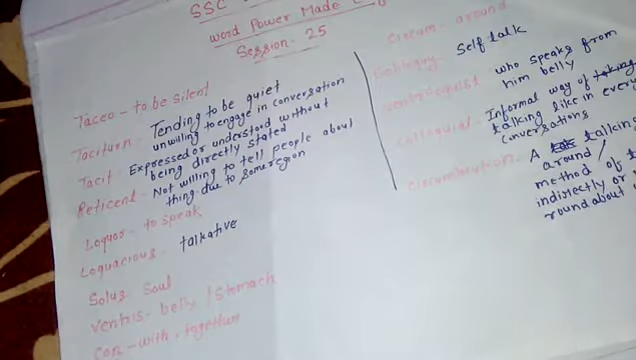 SSC
Word Power Made
Session - 25
Taceo - to be silent
Taciturn - Tending to be quiet
unwilling to engage in conversation
Tacit - Expressed or understood without
being directly stated
Reticent - Not willing to tell people about
thing due to some region
Loquor - to speak
Loquacious - talkative
Solus - Soul
Ventris - belly / Stomach
Con - with, together
Circum - around
Soliloquy - Self talk
Ventriloquist - who speaks from
him belly
colloquial - Informal way of
talking like in every
conversations
circumlocution - A talking
around /
method of
indirectly or
round about